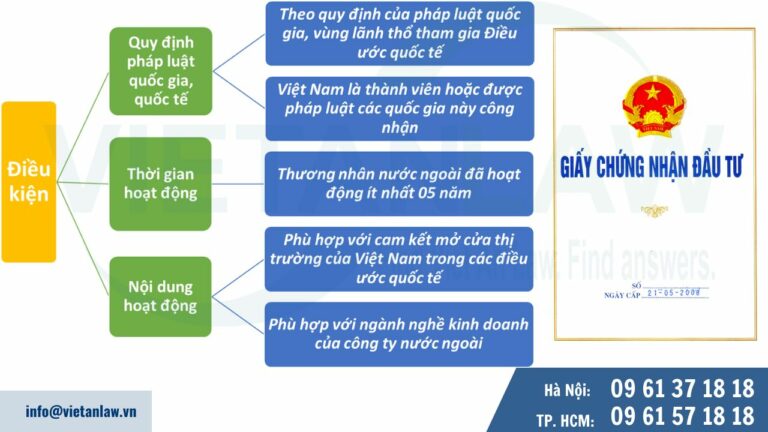 Điều
kiện
Quy định
pháp luật
quốc gia,
quốc tế
Theo quy định của pháp luật quốc
gia, vùng lãnh thổ tham gia Điều
ước quốc tế
Việt Nam là thành viên hoặc được
pháp luật các quốc gia này công
nhận
Thời gian
hoạt động
Thương nhân nước ngoài đã hoạt
động ít nhất 05 năm
Nội dung
hoạt động
Phù hợp với cam kết mở cửa thị
trường của Việt Nam trong các điều
ước quốc tế
Phù hợp với ngành nghề kinh doanh
của công ty nước ngoài
VIETANLAW
Find answers.
VIỆT NAM
GIẤY CHỨNG NHẬN ĐẦU TƯ
SỐ
NGÀY CẤP 21-05-2008
info@vietanlaw.vn
Hà Nội: 09 61 37 18 18
TP. HCM: 09 61 57 18 18